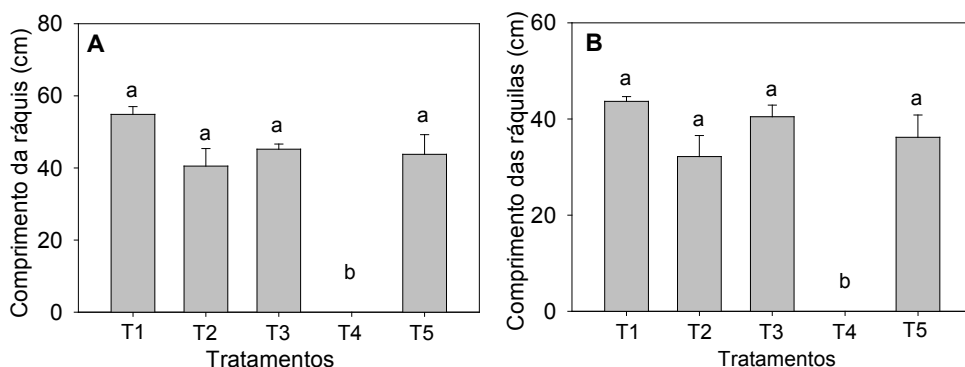 A
Comprimento da ráquis (cm)
80
60
40
20
0
a
a
a
b
a
T1 T2 T3 T4 T5
Tratamentos
B
Comprimento das ráquilas (cm)
60
40
20
0
a
a
a
b
a
T1 T2 T3 T4 T5
Tratamentos